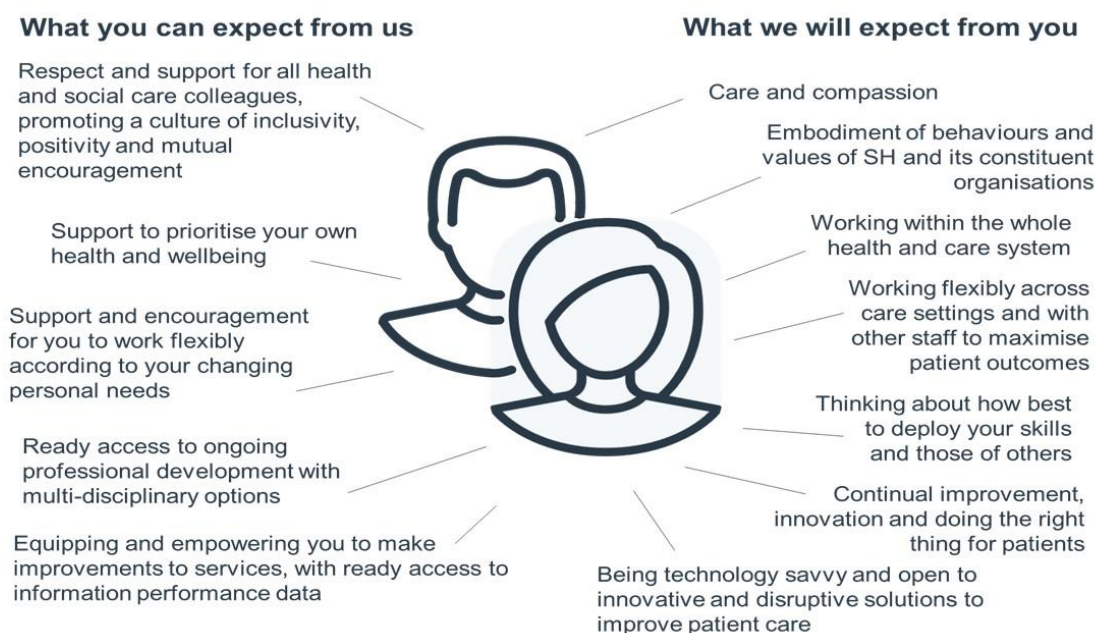 What you can expect from us
Respect and support for all health
and social care colleagues,
promoting a culture of inclusivity,
positivity and mutual
encouragement
Support to prioritise your own
health and wellbeing
Support and encouragement
for you to work flexibly
according to your changing
personal needs
Ready access to ongoing
professional development with
multi-disciplinary options
Equipping and empowering you to make
improvements to services, with ready access to
information performance data
What we will expect from you
Care and compassion
Embodiment of behaviours and
values of SH and its constituent
organisations
Working within the whole
health and care system
Working flexibly across
care settings and with
other staff to maximise
patient outcomes
Thinking about how best
to deploy your skills
and those of others
Continual improvement,
innovation and doing the right
thing for patients
Being technology savvy and open to
innovative and disruptive solutions to
improve patient care